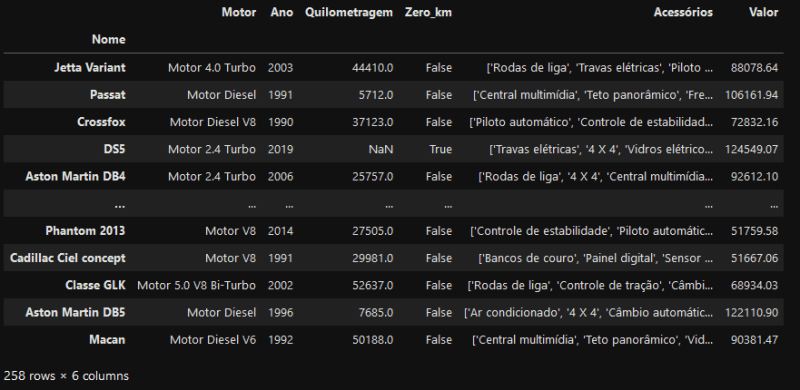 Motor Ano Quilometragem Zero_km Acessórios Valor
Nome
Jetta Variant Motor 4.0 Turbo 2003 44410.0 False ['Rodas de liga', 'Travas elétricas', 'Piloto ... 88078.64
Passat Motor Diesel 1991 5712.0 False ['Central multimídia', 'Teto panorâmico', 'Fre... 106161.94
Crossfox Motor Diesel V8 1990 37123.0 False ['Piloto automático', 'Controle de estabilidad... 72832.16
DS5 Motor 2.4 Turbo 2019 NaN True ['Travas elétricas', '4 X 4', 'Vidros elétrico... 124549.07
Aston Martin DB4 Motor 2.4 Turbo 2006 25757.0 False ['Rodas de liga', '4 X 4', 'Central multimídia... 92612.10
... ... ... ... ... ... ...
Phantom 2013 Motor V8 2014 27505.0 False ['Controle de estabilidade', 'Piloto automátic... 51759.58
Cadillac Ciel concept Motor V8 1991 29981.0 False ['Bancos de couro', 'Painel digital', 'Sensor ... 51667.06
Classe GLK Motor 5.0 V8 Bi-Turbo 2002 52637.0 False ['Rodas de liga', 'Controle de tração', 'Câmbi... 68934.03
Aston Martin DB5 Motor Diesel 1996 7685.0 False ['Ar condicionado', '4 X 4', 'Câmbio automátic... 122110.90
Macan Motor Diesel V6 1992 50188.0 False ['Central multimídia', 'Teto panorâmico', 'Vid... 90381.47
258 rows × 6 columns